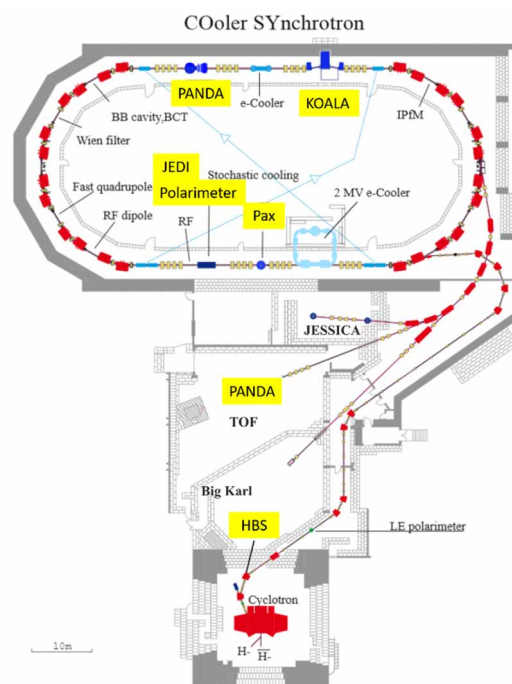 COoler SYnchrotron
PANDA
e-Cooler
KOALA
BB cavity,BCT
IPfM
Wien filter
JEDI
Polarimeter
Stochastic cooling
2 MV e-Cooler
Fast quadrupole
Pax
RF dipole
RF
JESSICA
PANDA
TOF
Big Karl
HBS
LE polarimeter
Cyclotron
10m
H-
H-